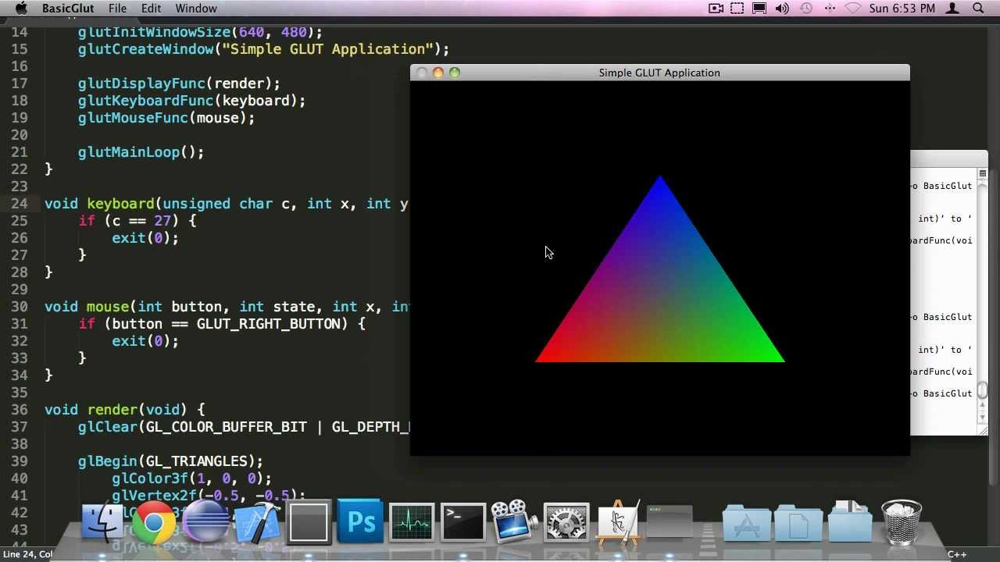 BasicGlut File Edit Window Sun 6:53 PM
14 glutInitWindowSize(640, 480);
15 glutCreateWindow("Simple GLUT Application");
16
17 glutDisplayFunc(render);
18 glutKeyboardFunc(keyboard);
19 glutMouseFunc(mouse);
20
21 glutMainLoop();
22 }
23
24 void keyboard(unsigned char c, int x, int y
25 if (c == 27) {
26 exit(0);
27 }
28 }
29
30 void mouse(int button, int state, int x, in
31 if (button == GLUT_RIGHT_BUTTON) {
32 exit(0);
33 }
34 }
35
36 void render(void) {
37 glClear(GL_COLOR_BUFFER_BIT | GL_DEPTH_
38
39 glBegin(GL_TRIANGLES);
40 glColor3f(1, 0, 0);
41 glVertex2f(-0.5, -0.5);
42
43
44
Line 24, Col
C++
Simple GLUT Application
-o BasicGlut
int)' to '
ardFunc(voi
-o BasicGlut
int)' to '
ardFunc(voi
-o BasicGlut
Ps